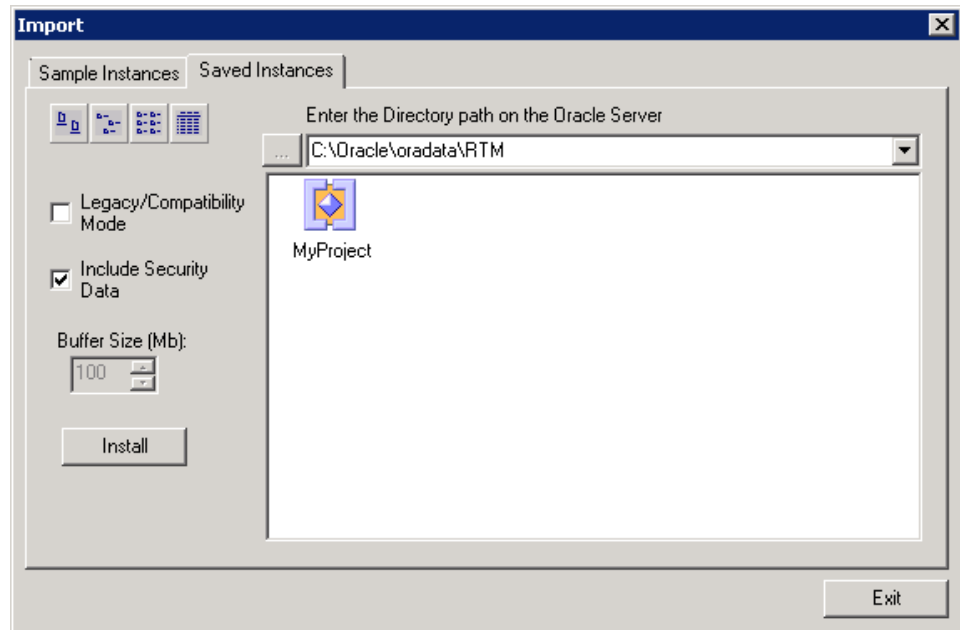 Import
Sample Instances
Saved Instances
Enter the Directory path on the Oracle Server
...
C:\Oracle\oradata\RTM
Legacy/Compatibility
Mode
MyProject
Include Security
Data
Buffer Size (Mb):
100
Install
Exit